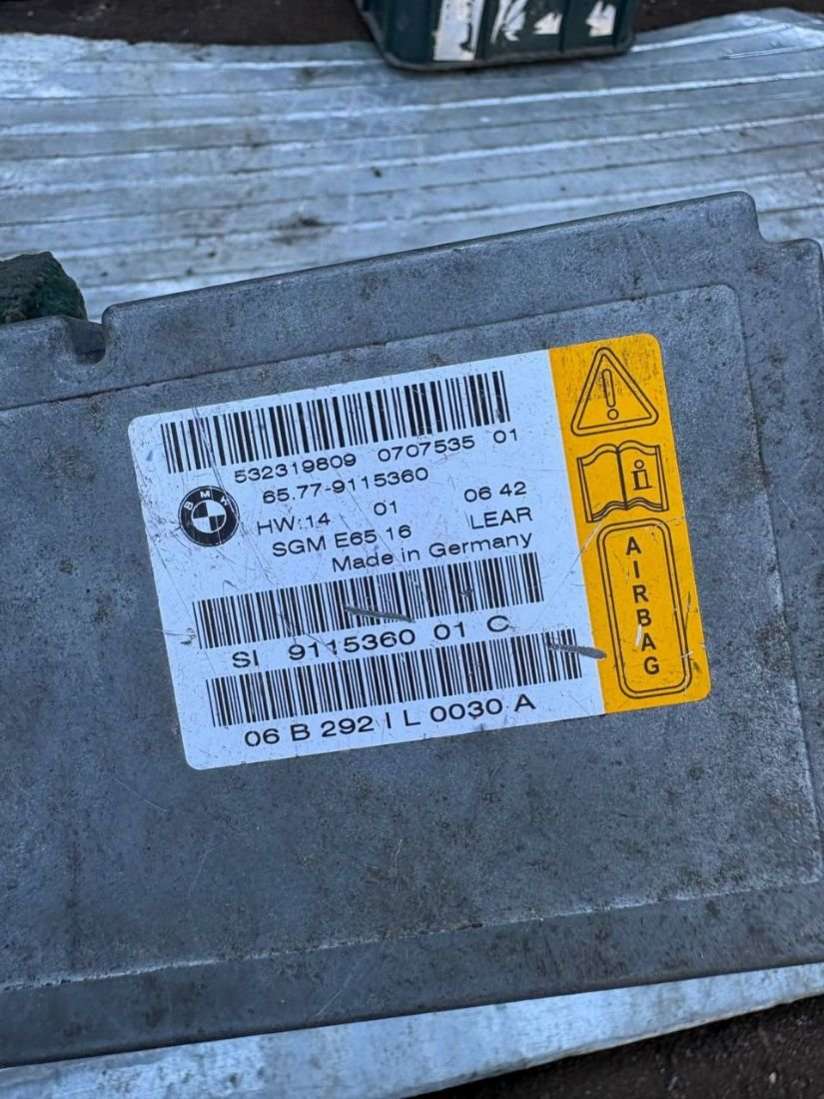 532319809 0707535 01
65.77-9115360
BMW
HW:14 01 06 42
SGM E65 16 LEAR
Made in Germany
SI 9115360 01 C
06 B 292 I L 0030 A
AIRBAG